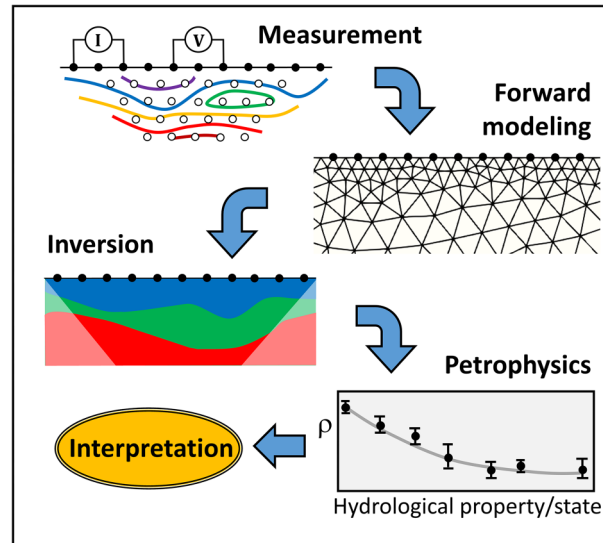 I
V
Measurement
Forward
modeling
Inversion
Petrophysics
ρ
Interpretation
Hydrological property/state